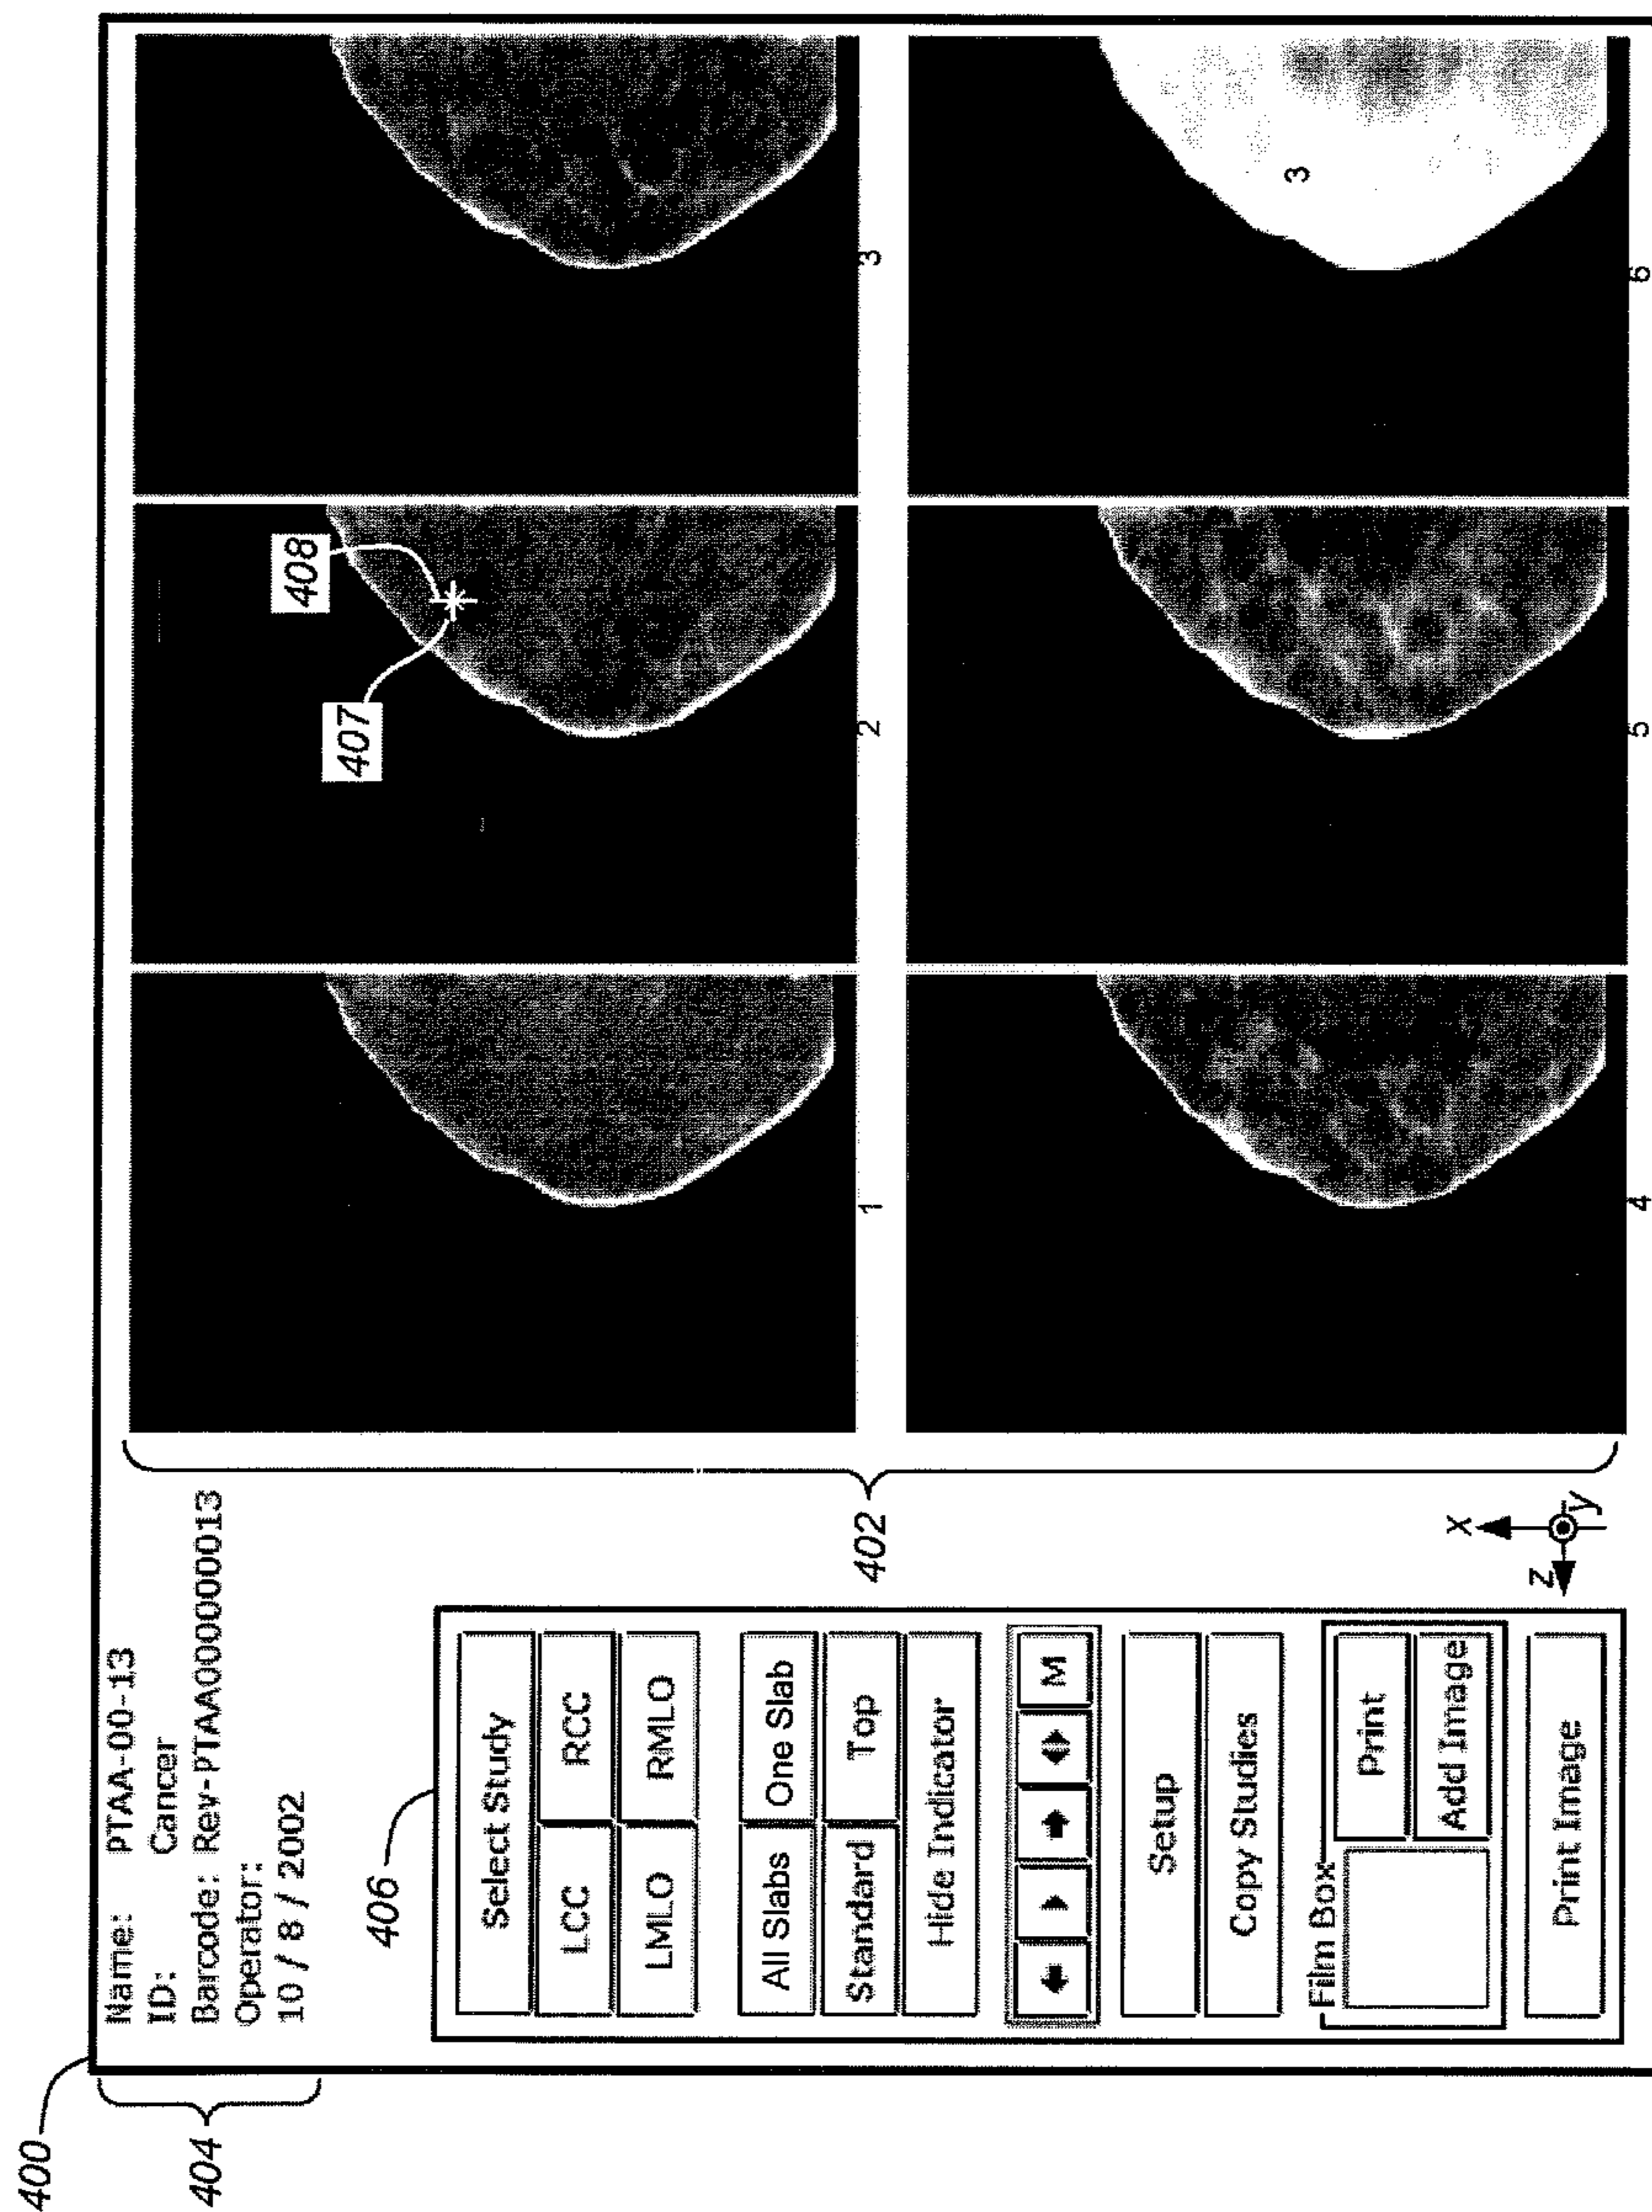 400
404
Name: PTAA-00-13
ID: Cancer
Barcode: Rev-PTAA00000013
Operator:
10 / 8 / 2002
406
Select Study
LCC RCC
LMLO RMLO
All Slabs One Slab
Standard Top
Hide Indicator
M
Setup
Copy Studies
Film Box
Print
Add Image
Print Image
402
x
z
y
408
407
1 2 3
3
4 5 6